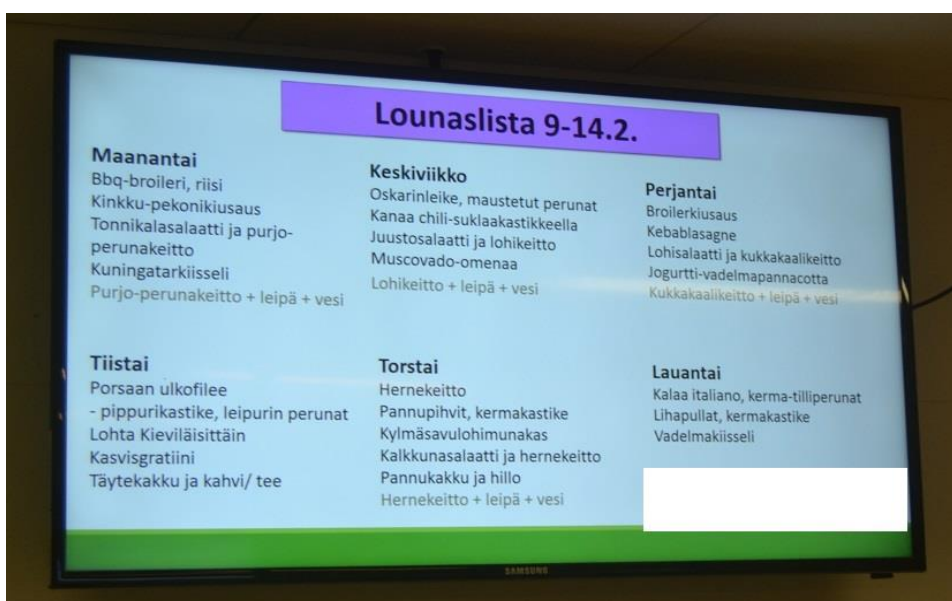 Lounaslista 9-14.2.
Maanantai
Bbq-broileri, riisi
Kinkku-pekonikiusaus
Tonnikalasalaatti ja purjo-
perunakeitto
Kuningatarkiisseli
Purjo-perunakeitto + leipä + vesi
Tiistai
Porsaan ulkofilee
- pippurikastike, leipurin perunat
Lohta Kieviläisittäin
Kasvisgratiini
Täytekakku ja kahvi/ tee
Keskiviikko
Oskarinleike, maustetut perunat
Kanaa chili-suklaakastikkeella
Juustosalaatti ja lohikeitto
Muscovado-omenaa
Lohikeitto + leipä + vesi
Torstai
Hernekeitto
Pannupihvit, kermakastike
Kylmäsavulohimunakas
Kalkkunasalaatti ja hernekeitto
Pannukakku ja hillo
Hernekeitto + leipä + vesi
Perjantai
Broilerkiusaus
Kebablasagne
Lohisalaatti ja kukkakaalikeitto
Jogurtti-vadelmapannacotta
Kukkakaalikeitto + leipä + vesi
Lauantai
Kalaa italiano, kerma-tilliperunat
Lihapullat, kermakastike
Vadelmakiisseli
SAMSUNG